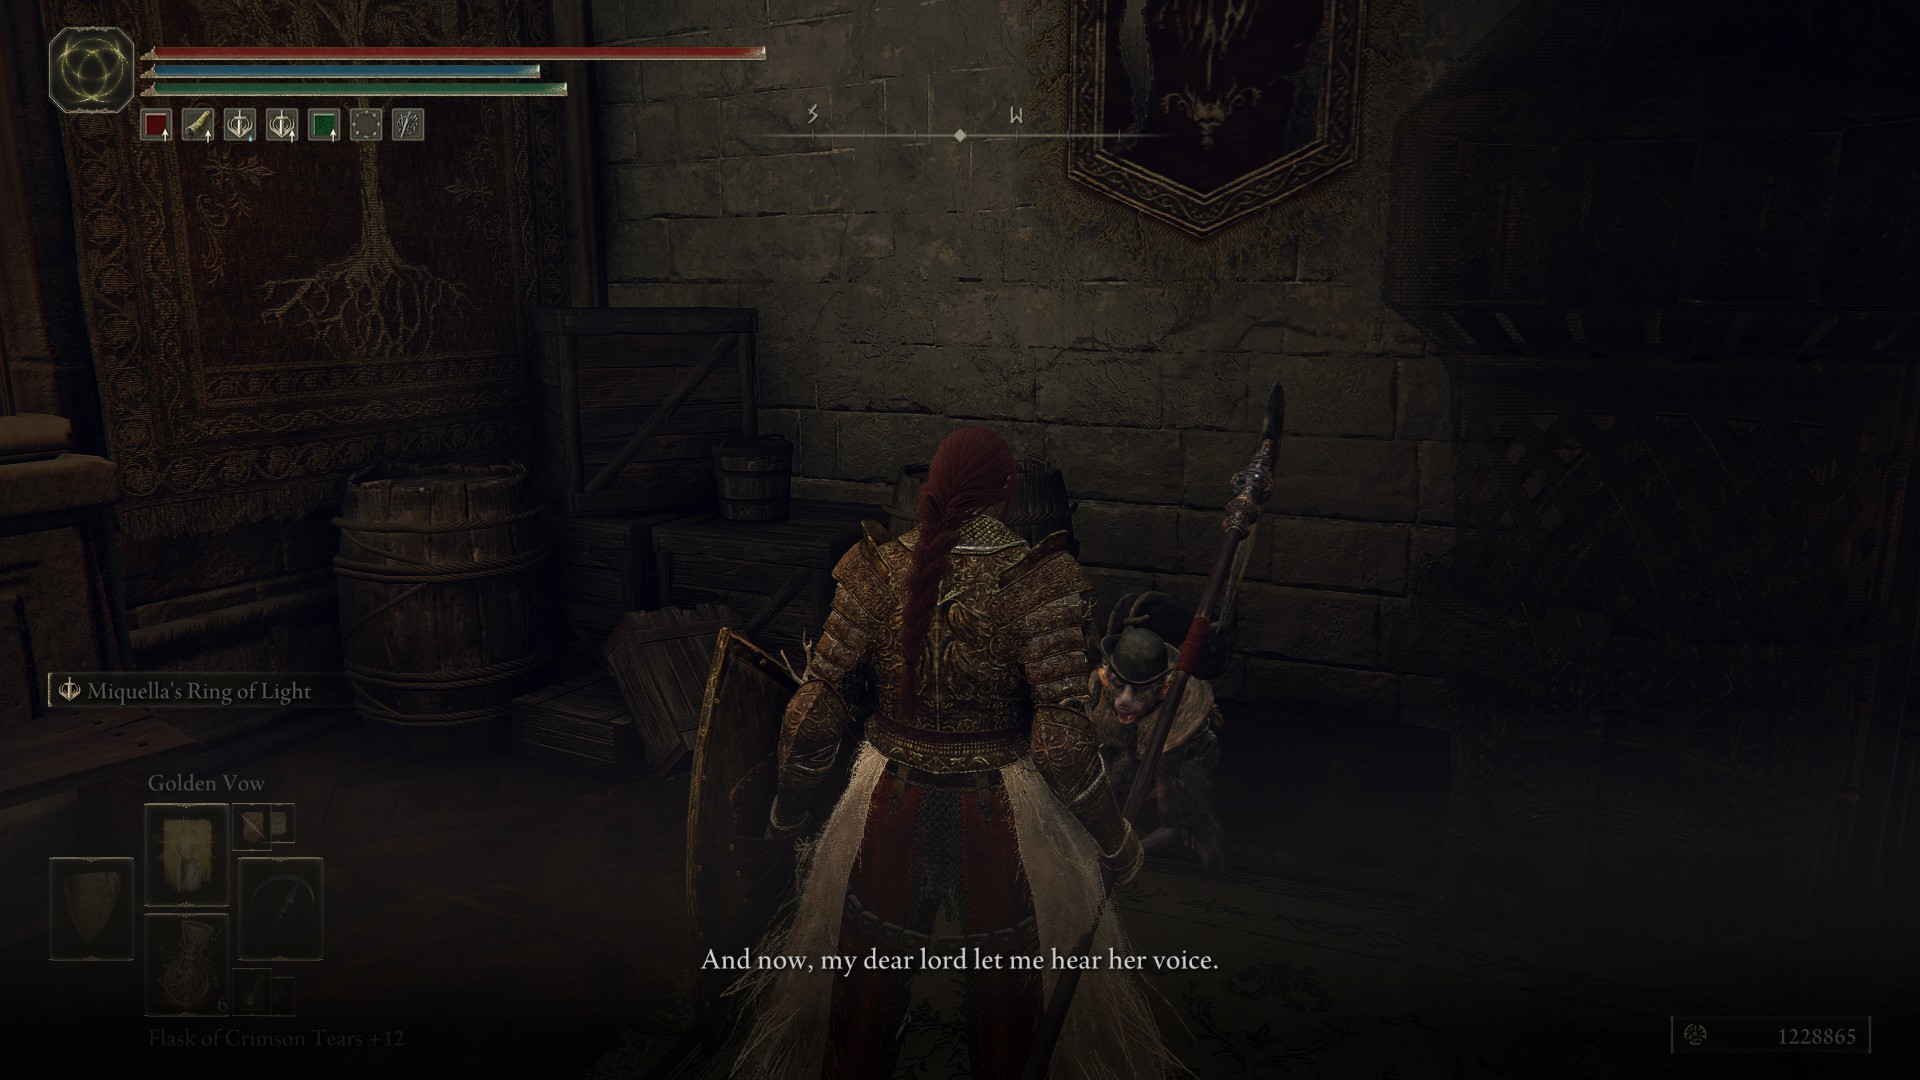 S W
Miquella's Ring of Light
Golden Vow
And now, my dear lord let me hear her voice.
6
Flask of Crimson Tears +12
1228865